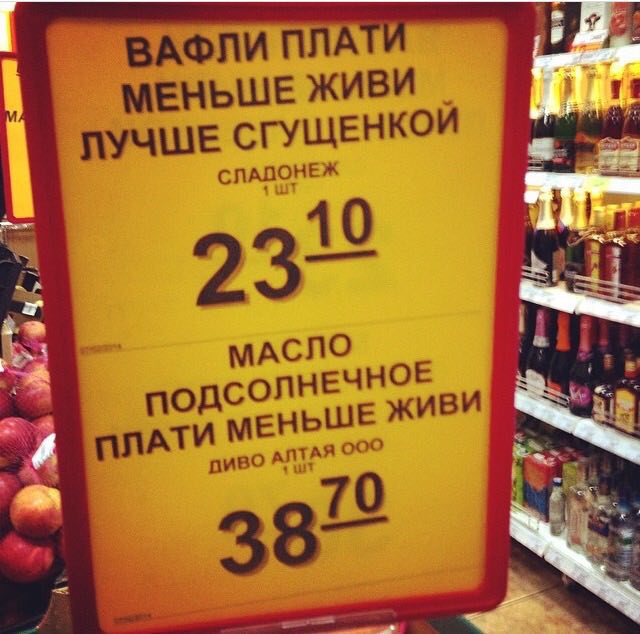 ВАФЛИ ПЛАТИ
МЕНЬШЕ ЖИВИ
ЛУЧШЕ СГУЩЕНКОЙ
СЛАДОНЕЖ
1 ШТ
23 10
МАСЛО
ПОДСОЛНЕЧНОЕ
ПЛАТИ МЕНЬШЕ ЖИВИ
ДИВО АЛТАЯ ООО
1 ШТ
38 70
МА